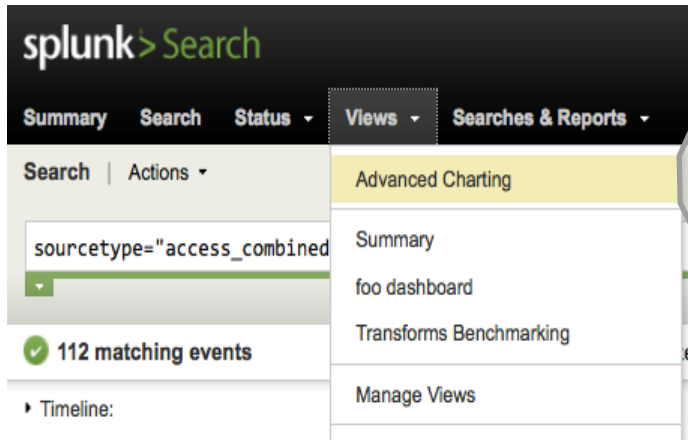 splunk> Search
Summary Search Status Views Searches & Reports
Search | Actions
Advanced Charting
sourcetype="access_combined
Summary
foo dashboard
Transforms Benchmarking
112 matching events
Manage Views
Timeline: